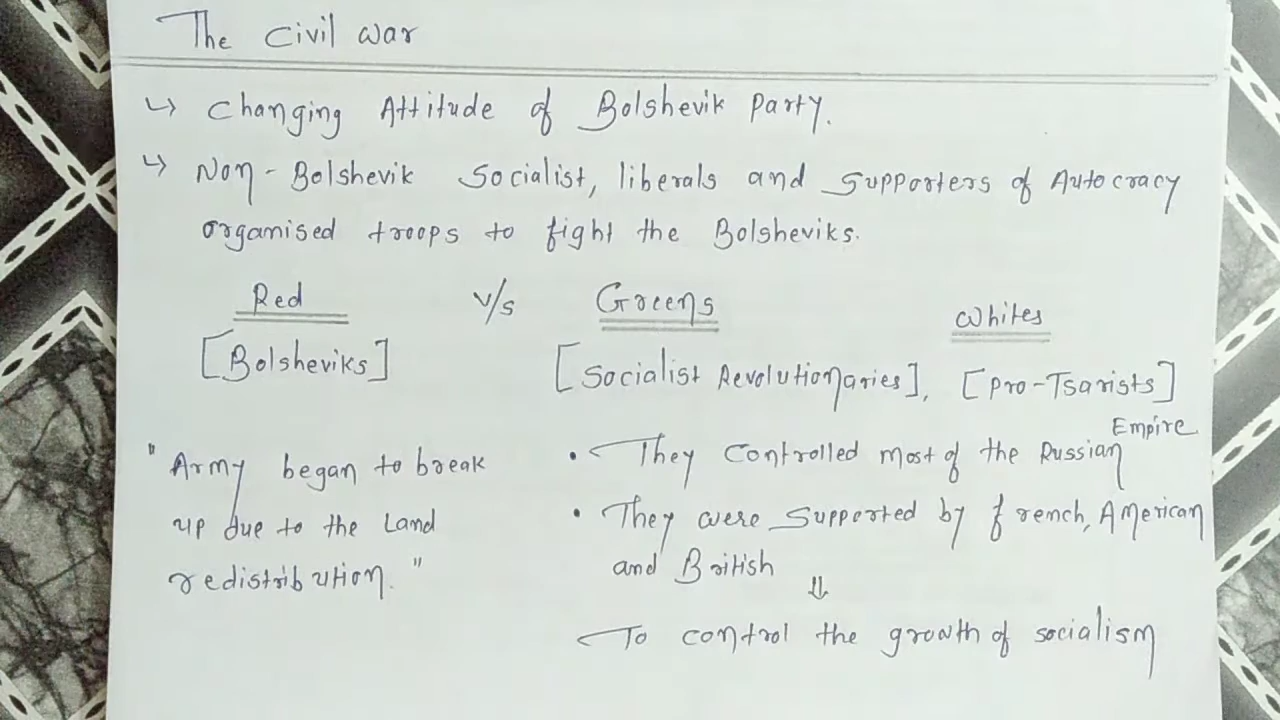 The Civil war
↳ Changing Attitude of Bolshevik Party.
↳ Non-Bolshevik Socialist, liberals and supporters of Autocracy
organised troops to fight the Bolsheviks.
Red v/s Greens Whites
[Bolsheviks] [Socialist Revolutionaries], [Pro-Tsarists]
"Army began to break
up due to the Land
redistribution."
• They controlled most of the Russian Empire
• They were supported by french, American
and British
⇓
To control the growth of socialism